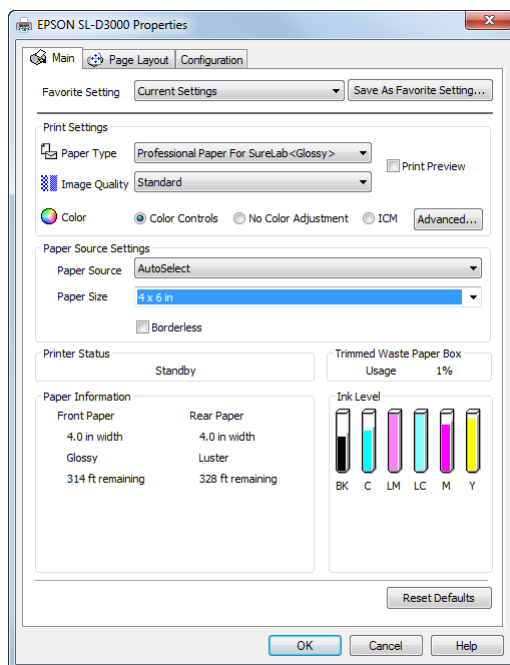 EPSON SL-D3000 Properties
Main Page Layout Configuration
Favorite Setting Current Settings Save As Favorite Setting...
Print Settings
Paper Type Professional Paper For SureLab<Glossy>
Print Preview
Image Quality Standard
Color Color Controls No Color Adjustment ICM Advanced...
Paper Source Settings
Paper Source AutoSelect
Paper Size 4 x 6 in
Borderless
Printer Status Trimmed Waste Paper Box
Standby Usage 1%
Paper Information Ink Level
Front Paper Rear Paper
4.0 in width 4.0 in width
Glossy Luster
314 ft remaining 328 ft remaining
BK C LM LC M Y
Reset Defaults
OK Cancel Help